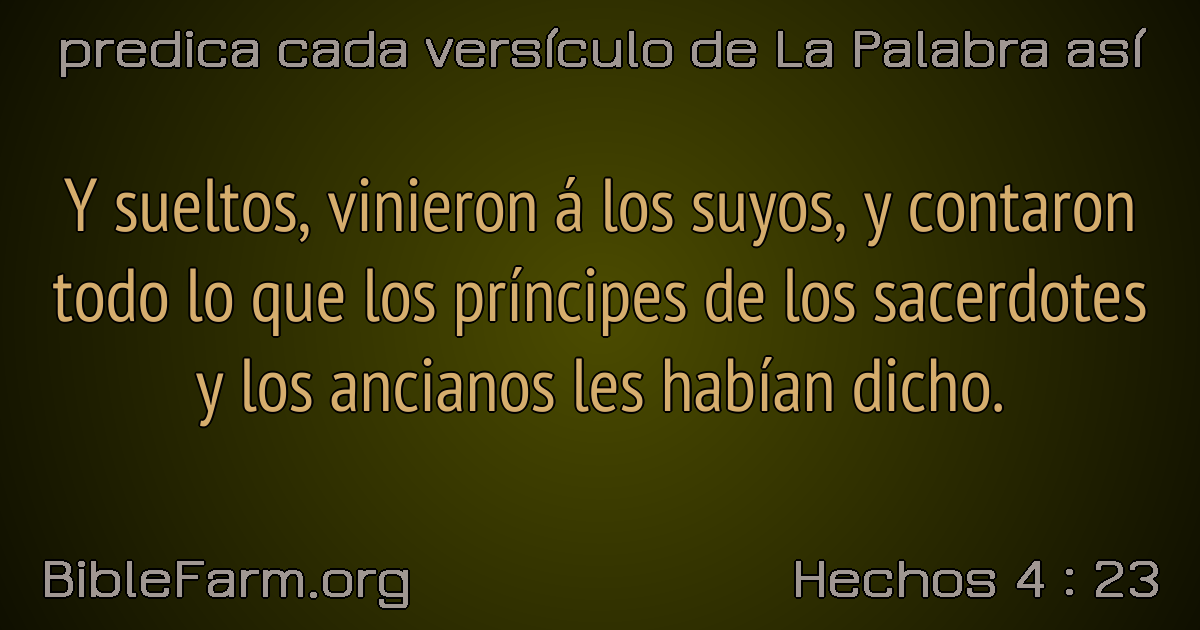 predica cada versículo de La Palabra así
Y sueltos, vinieron á los suyos, y contaron
todo lo que los príncipes de los sacerdotes
y los ancianos les habían dicho.
BibleFarm.org
Hechos 4 : 23